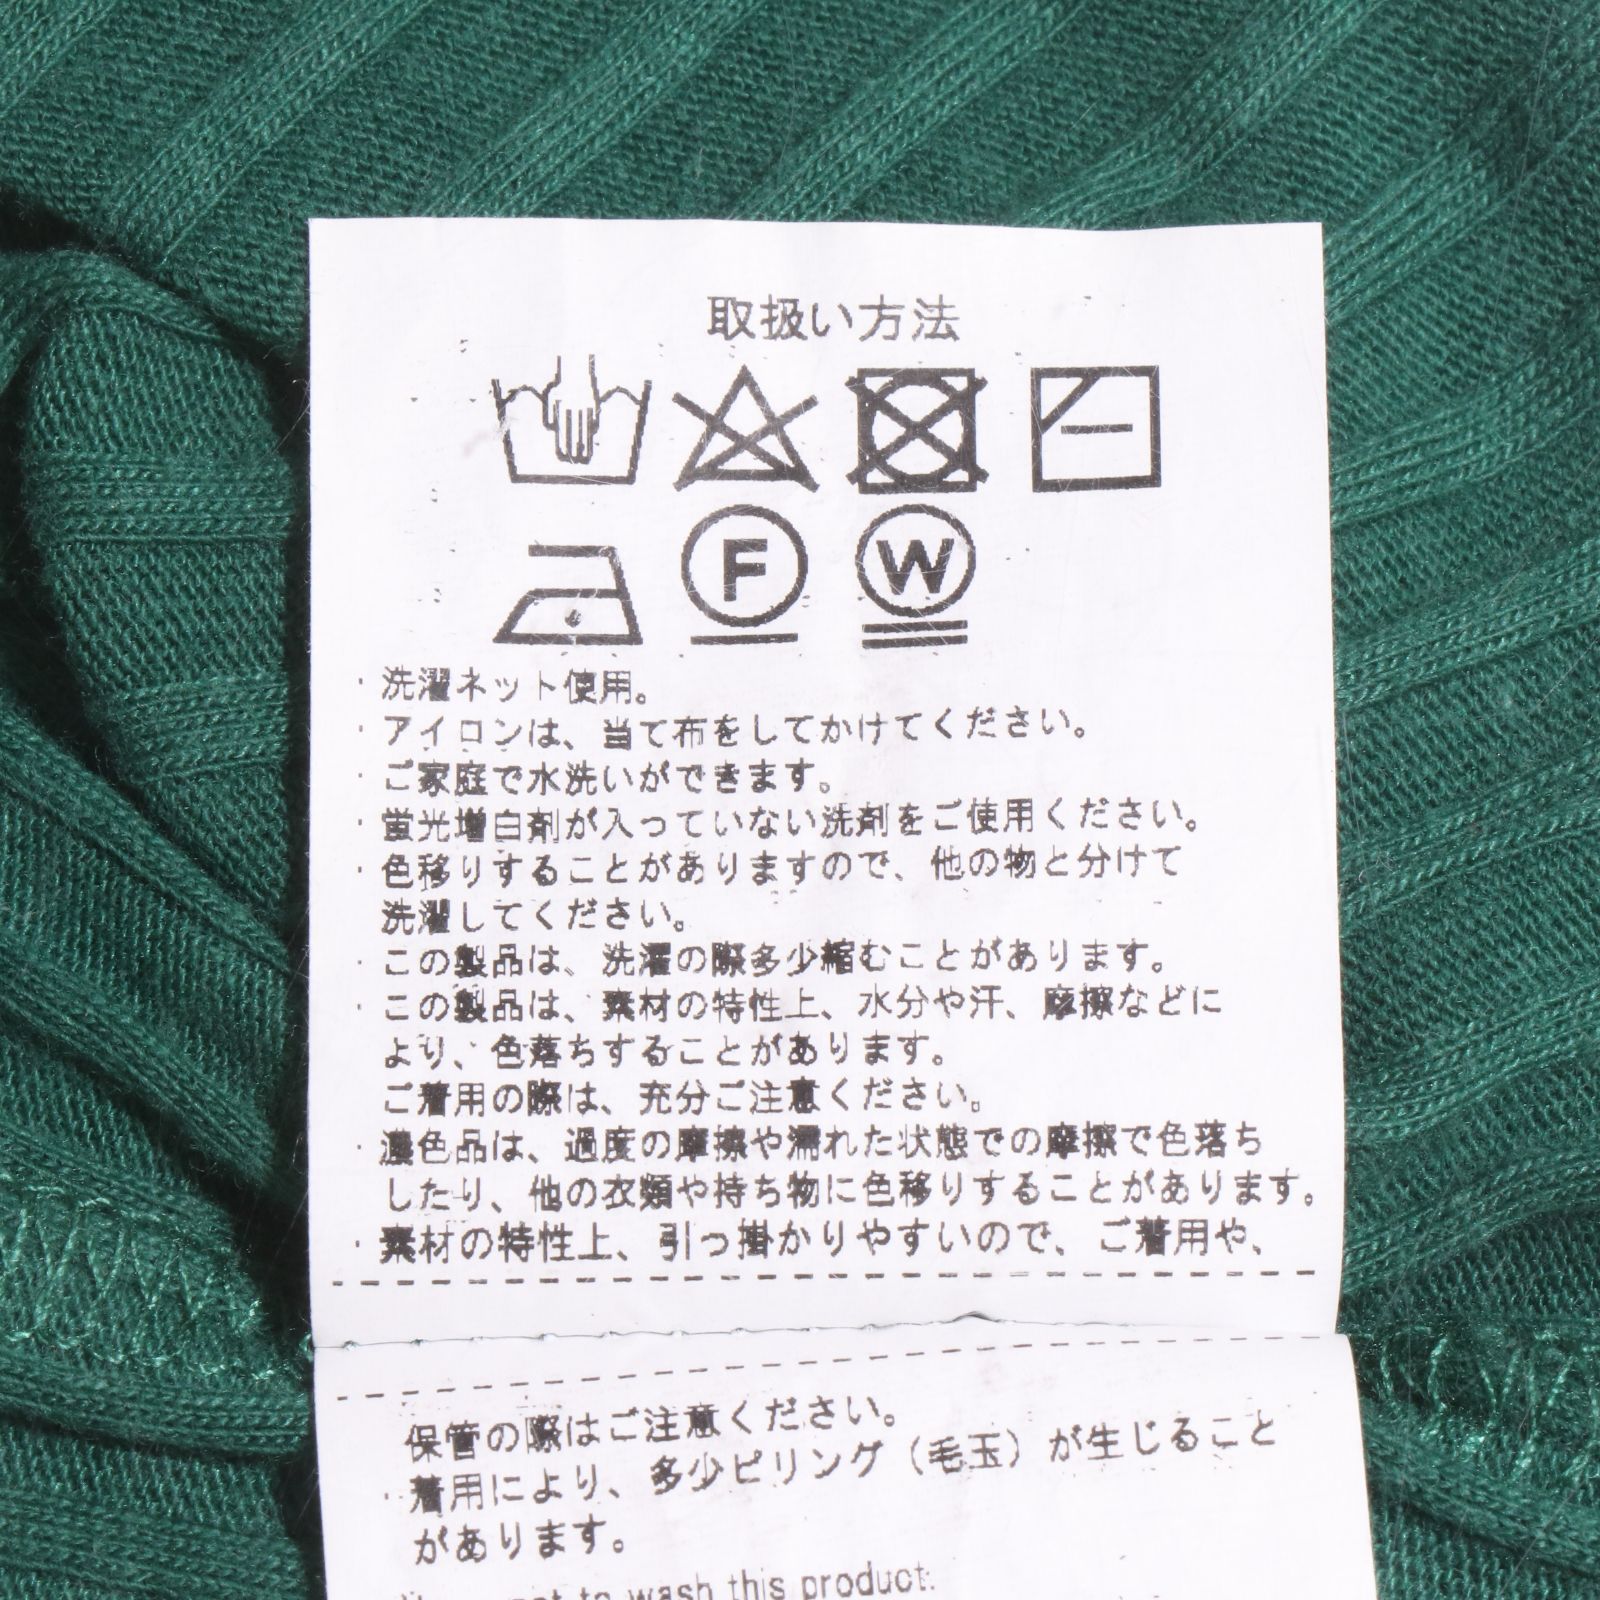 取扱い方法
F W
・洗濯ネット使用。
・アイロンは、当て布をしてかけてください。
・ご家庭で水洗いができます。
・蛍光増白剤が入っていない洗剤をご使用ください。
・色移りすることがありますので、他の物と分けて
洗濯してください。
・この製品は、洗濯の際多少縮むことがあります。
・この製品は、素材の特性上、水分や汗、摩擦などに
より、色落ちすることがあります。
ご着用の際は、充分ご注意ください。
・濃色品は、過度の摩擦や濡れた状態での摩擦で色落ち
したり、他の衣類や持ち物に色移りすることがあります。
・素材の特性上、引っ掛かりやすいので、ご着用や、
保管の際はご注意ください。
・着用により、多少ピリング（毛玉）が生じること
があります。
to wash this product.